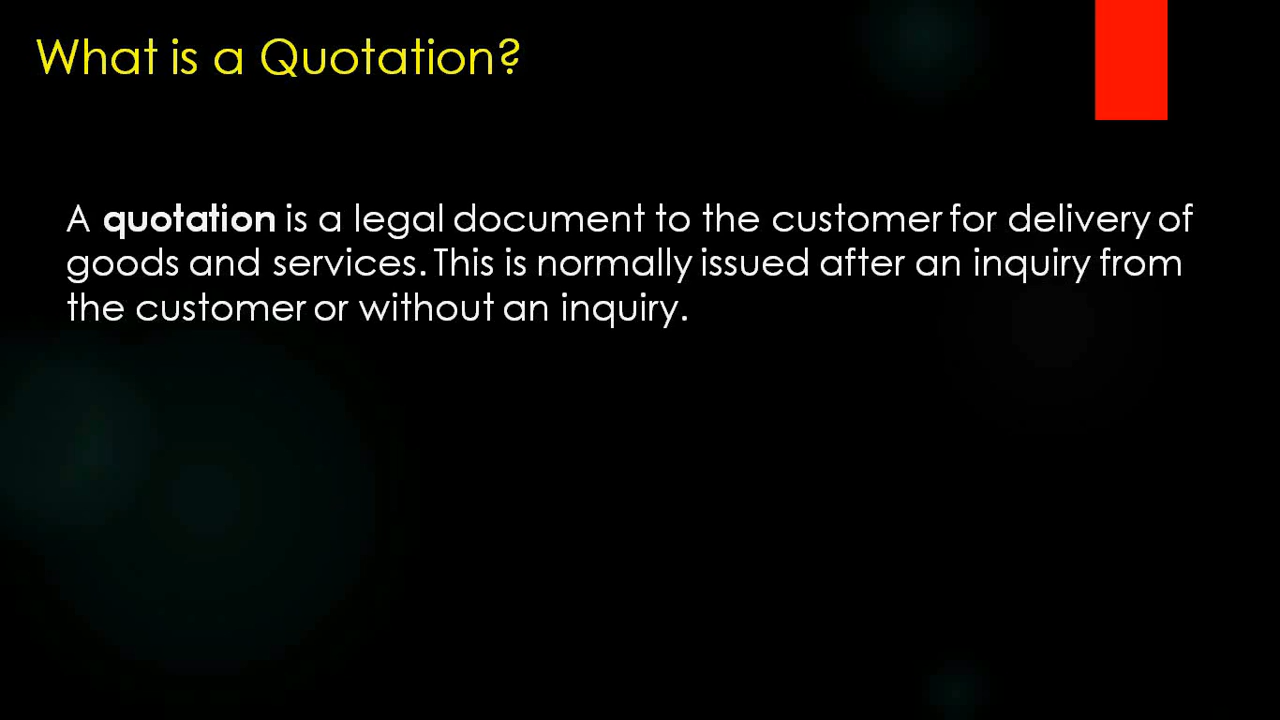 What is a Quotation?
A quotation is a legal document to the customer for delivery of
goods and services. This is normally issued after an inquiry from
the customer or without an inquiry.